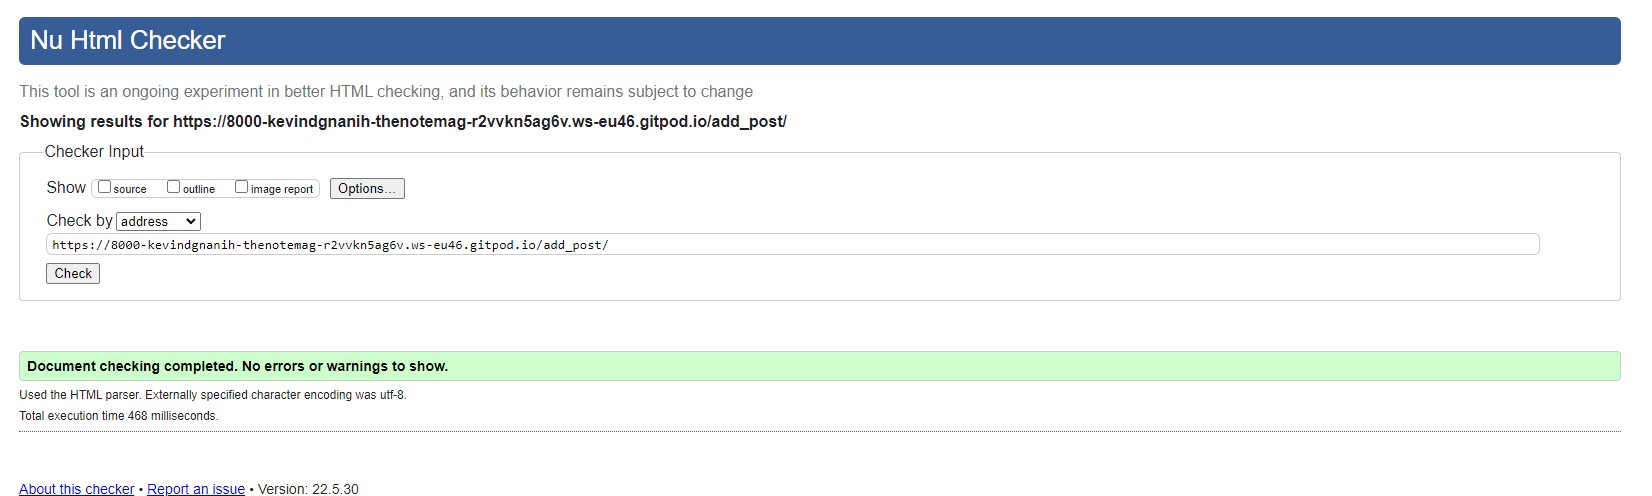 Nu Html Checker
This tool is an ongoing experiment in better HTML checking, and its behavior remains subject to change
Showing results for https://8000-kevindgnanih-thenotemag-r2vvkn5ag6v.ws-eu46.gitpod.io/add_post/
Checker Input
Show source outline image report Options...
Check by address
https://8000-kevindgnanih-thenotemag-r2vvkn5ag6v.ws-eu46.gitpod.io/add_post/
Check
Document checking completed. No errors or warnings to show.
Used the HTML parser. Externally specified character encoding was utf-8.
Total execution time 468 milliseconds.
About this checker • Report an issue • Version: 22.5.30